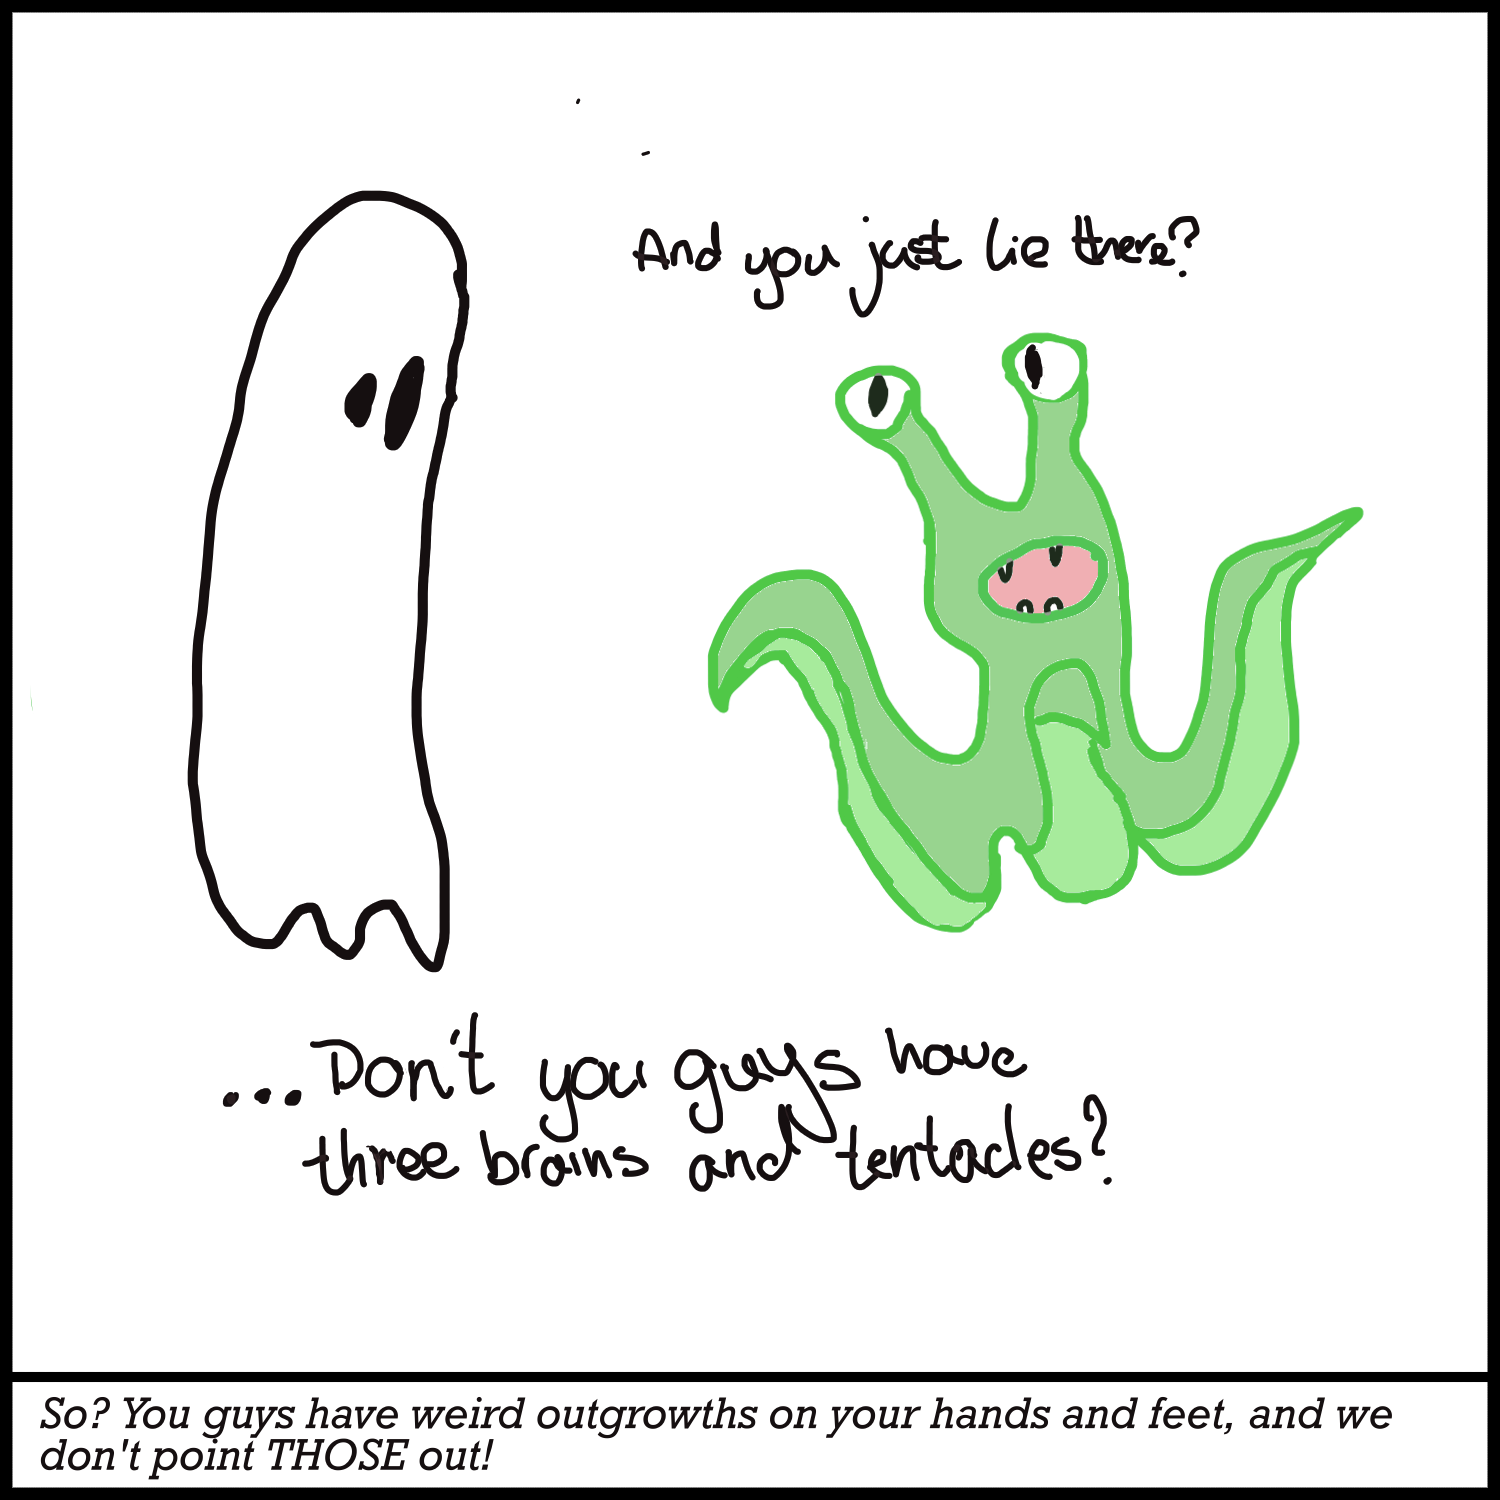 And you just lie there?
...Don't you guys have
three brains and tentacles?
So? You guys have weird outgrowths on your hands and feet, and we
don't point THOSE out!